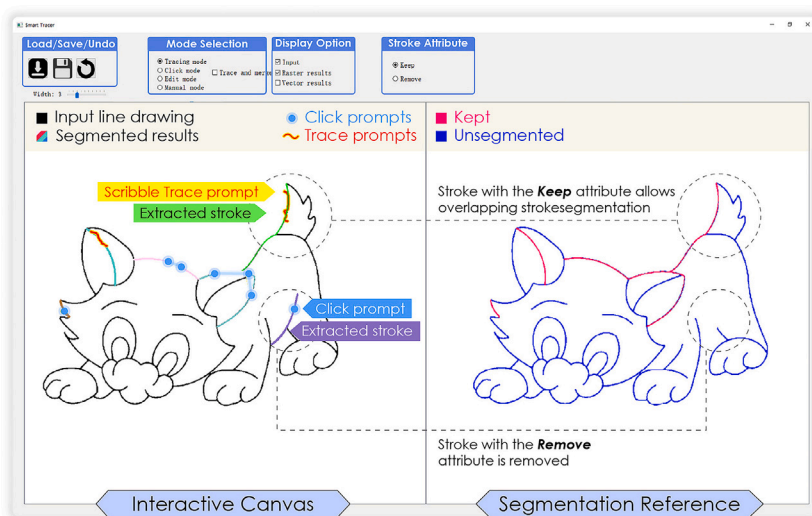 Smart Tracer
Load/Save/Undo
Mode Selection
Display Option
Stroke Attribute
Tracing mode
Click mode
Edit mode
Manual mode
Trace and merge
Input
Raster results
Vector results
Keep
Remove
Width: 3
Input line drawing
Segmented results
Click prompts
Trace prompts
Kept
Unsegmented
Scribble Trace prompt
Extracted stroke
Click prompt
Extracted stroke
Stroke with the Keep attribute allows
overlapping strokesegmentation
Stroke with the Remove
attribute is removed
Interactive Canvas
Segmentation Reference